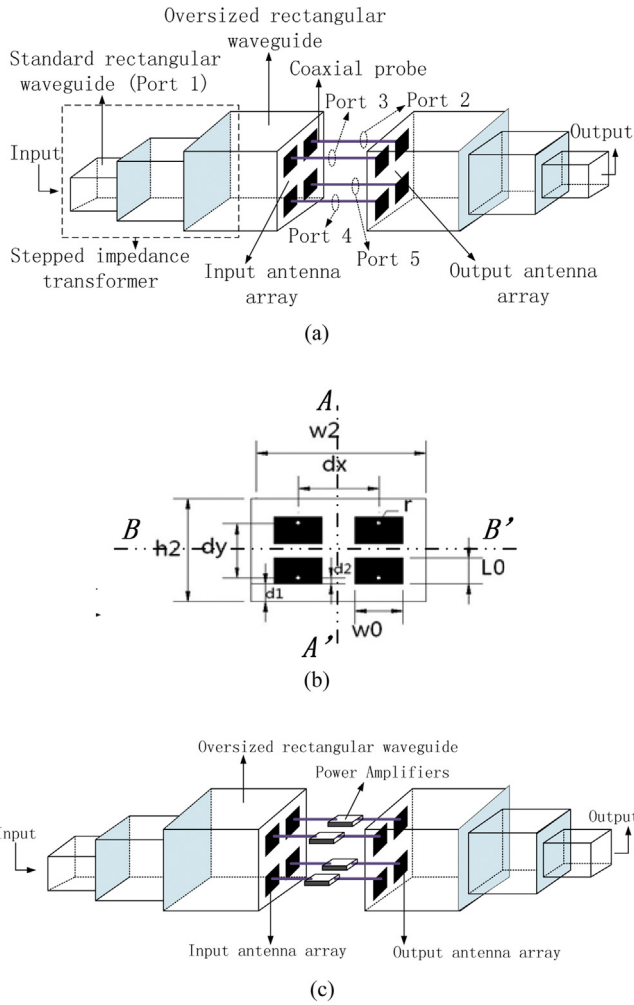 Oversized rectangular
waveguide
Standard rectangular
waveguide (Port 1)
Coaxial probe
Port 3
Port 2
Input
Output
Port 4
Port 5
Stepped impedance
transformer
Input antenna
array
Output antenna
array
(a)
A
w2
dx
r
B
B'
h2
dy
d2
d1
L0
w0
A'
(b)
Oversized rectangular waveguide
Power Amplifiers
Input
Output
Input antenna array
Output antenna array
(c)